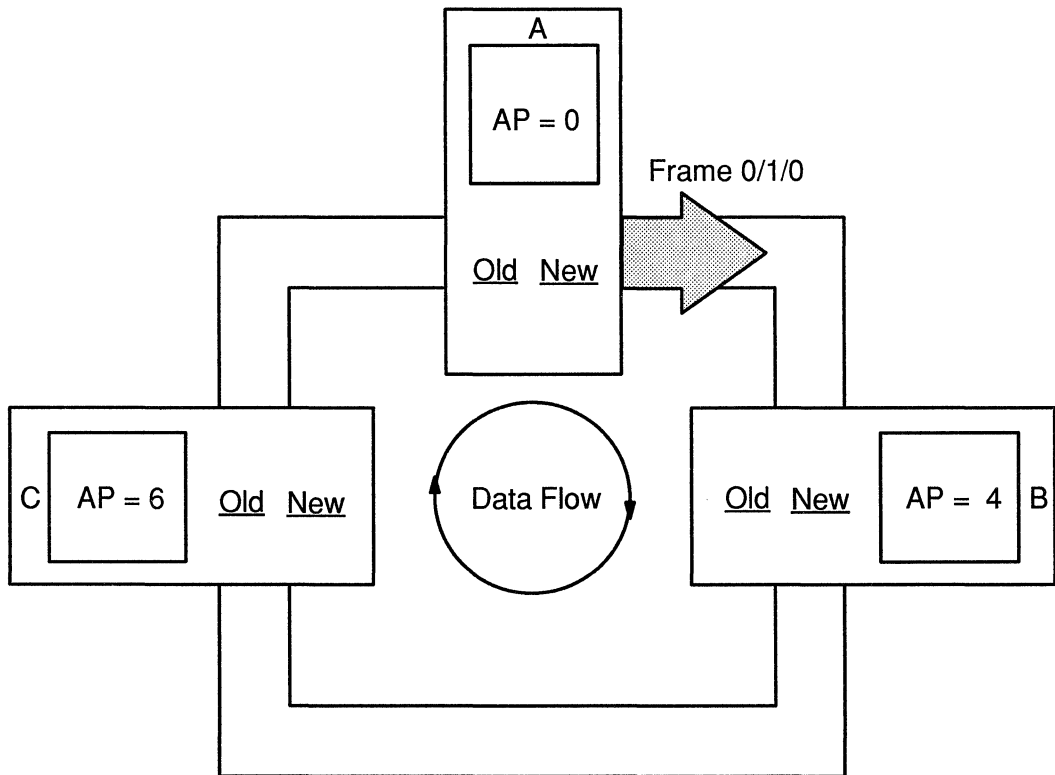 A
AP = 0
Frame 0/1/0
Old New
C
AP = 6
Old New
Data Flow
Old New
AP = 4
B